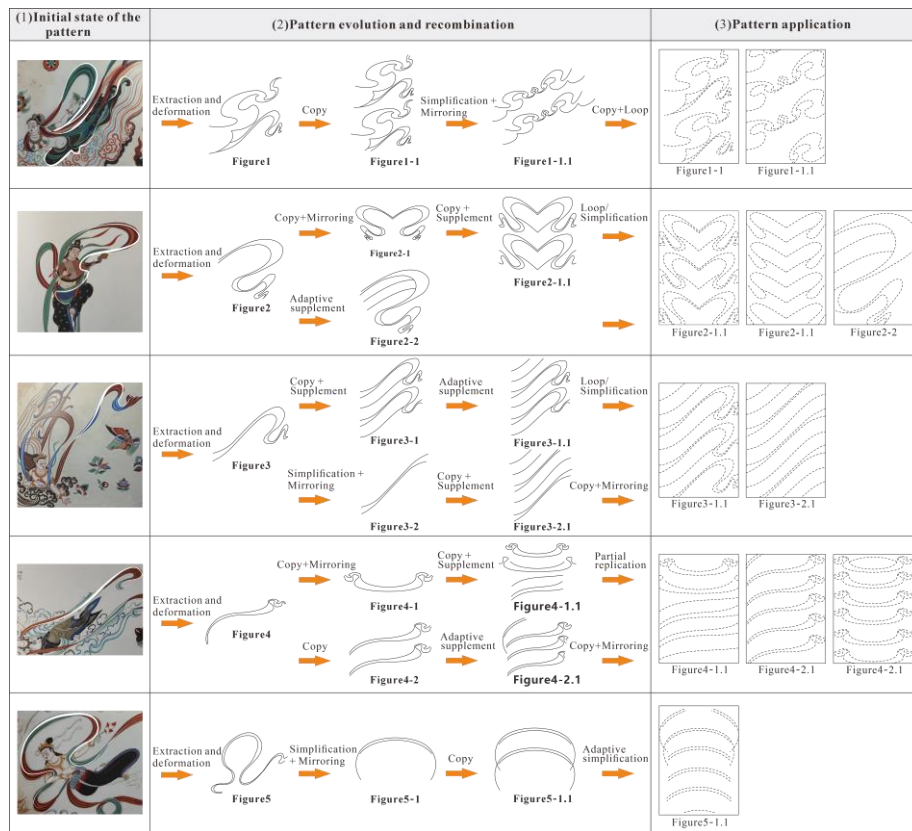 (1)Initial state of the
pattern
(2)Pattern evolution and recombination
(3)Pattern application
Extraction and
deformation
Figure1
Copy
Figure1-1
Simplification +
Mirroring
Figure1-1.1
Copy+Loop
Figure1-1
Figure1-1.1
Extraction and
deformation
Figure2
Copy+Mirroring
Figure2-1
Copy +
Supplement
Figure2-1.1
Loop/
Simplification
Adaptive
supplement
Figure2-2
Figure2-1.1
Figure2-1.1
Figure2-2
Extraction and
deformation
Figure3
Copy +
Supplement
Figure3-1
Adaptive
supplement
Figure3-1.1
Loop/
Simplification
Simplification +
Mirroring
Figure3-2
Copy +
Supplement
Figure3-2.1
Copy+Mirroring
Figure3-1.1
Figure3-2.1
Extraction and
deformation
Figure4
Copy+Mirroring
Figure4-1
Copy +
Supplement
Figure4-1.1
Partial
replication
Copy
Figure4-2
Adaptive
supplement
Figure4-2.1
Copy+Mirroring
Figure4-1.1
Figure4-2.1
Figure4-2.1
Extraction and
deformation
Figure5
Simplification
+ Mirroring
Figure5-1
Copy
Figure5-1.1
Adaptive
simplification
Figure5-1.1